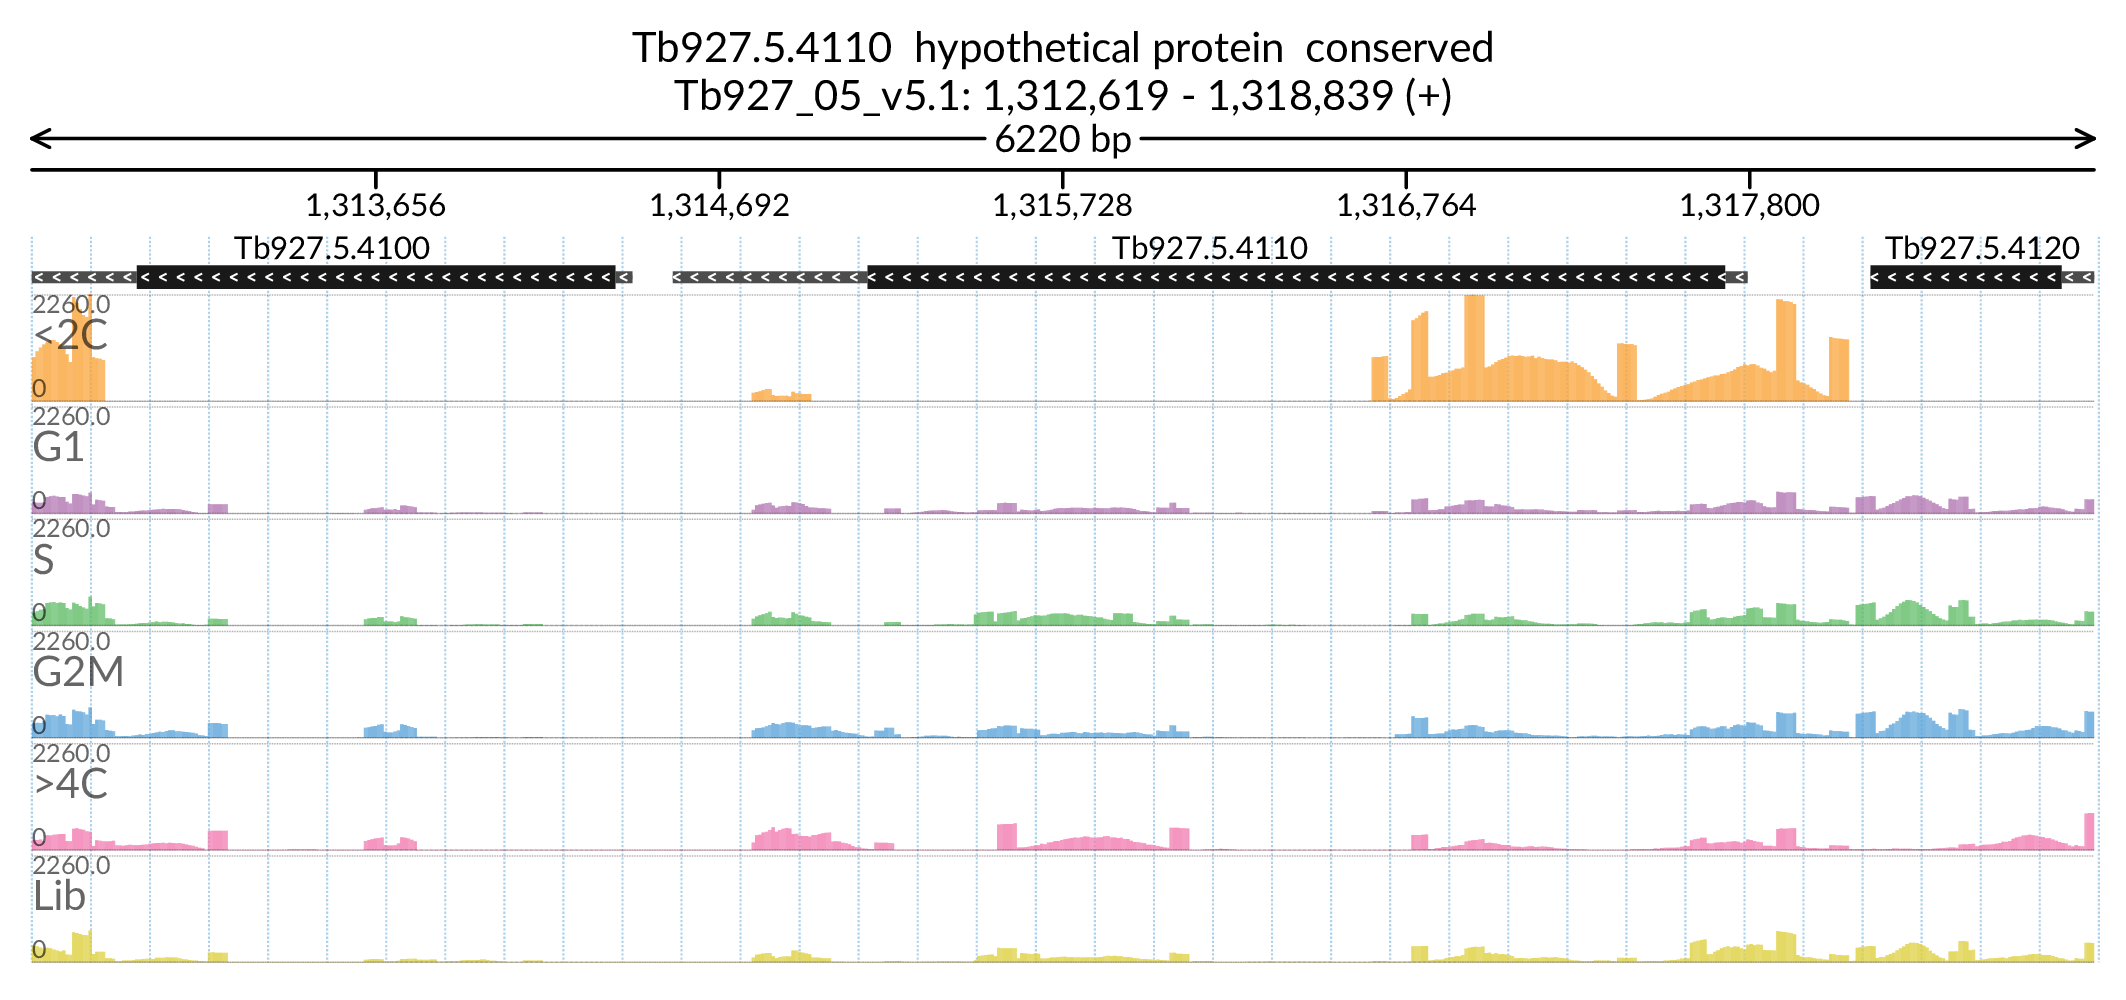 Tb927.5.4110  hypothetical protein  conserved
Tb927_05_v5.1: 1,312,619 - 1,318,839 (+)
6220 bp
1,313,656 1,314,692 1,315,728 1,316,764 1,317,800
Tb927.5.4100 Tb927.5.4110 Tb927.5.4120
2260.0
<2C
0
2260.0
G1
0
2260.0
S
0
2260.0
G2M
0
2260.0
>4C
0
2260.0
Lib
0